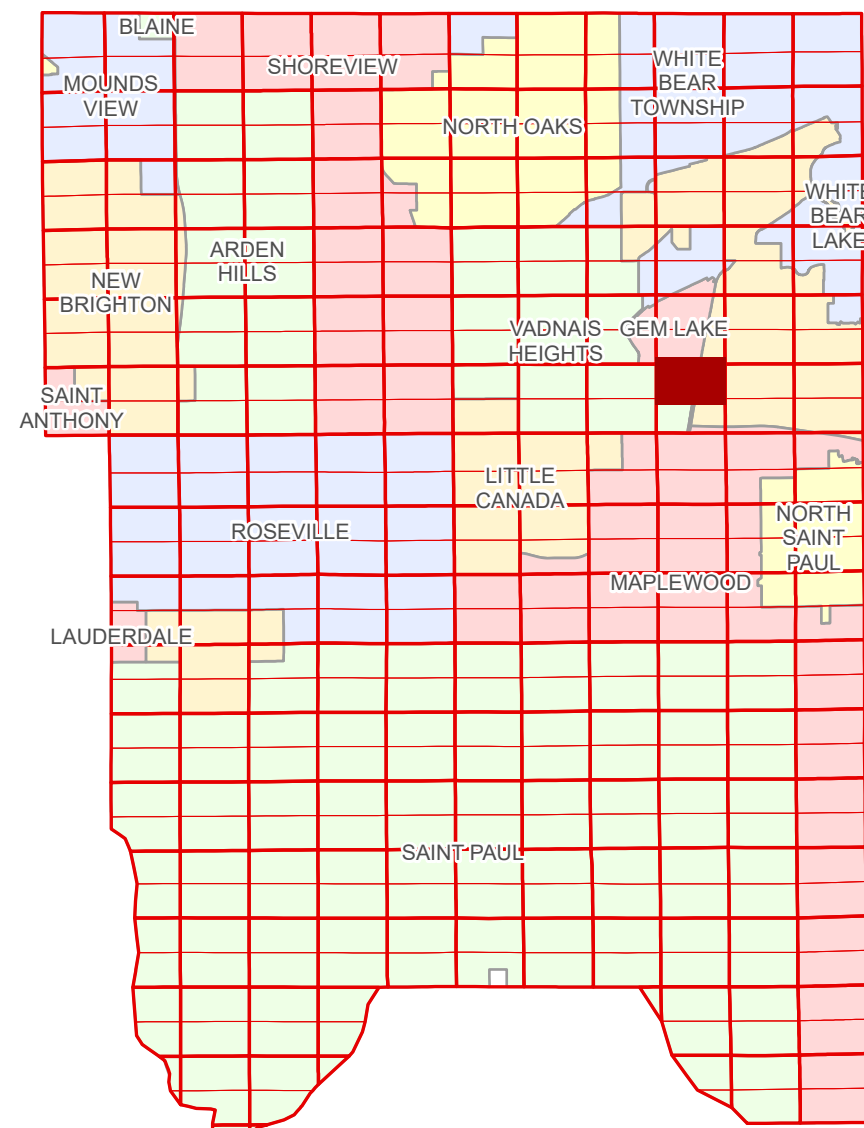 BLAINE
SHOREVIEW
WHITE
BEAR
TOWNSHIP
MOUNDS
VIEW
NORTH OAKS
WHITE
BEAR
LAKE
ARDEN
HILLS
NEW
BRIGHTON
VADNAIS
HEIGHTS
GEM LAKE
SAINT
ANTHONY
LITTLE
CANADA
ROSEVILLE
NORTH
SAINT
PAUL
MAPLEWOOD
LAUDERDALE
SAINT PAUL